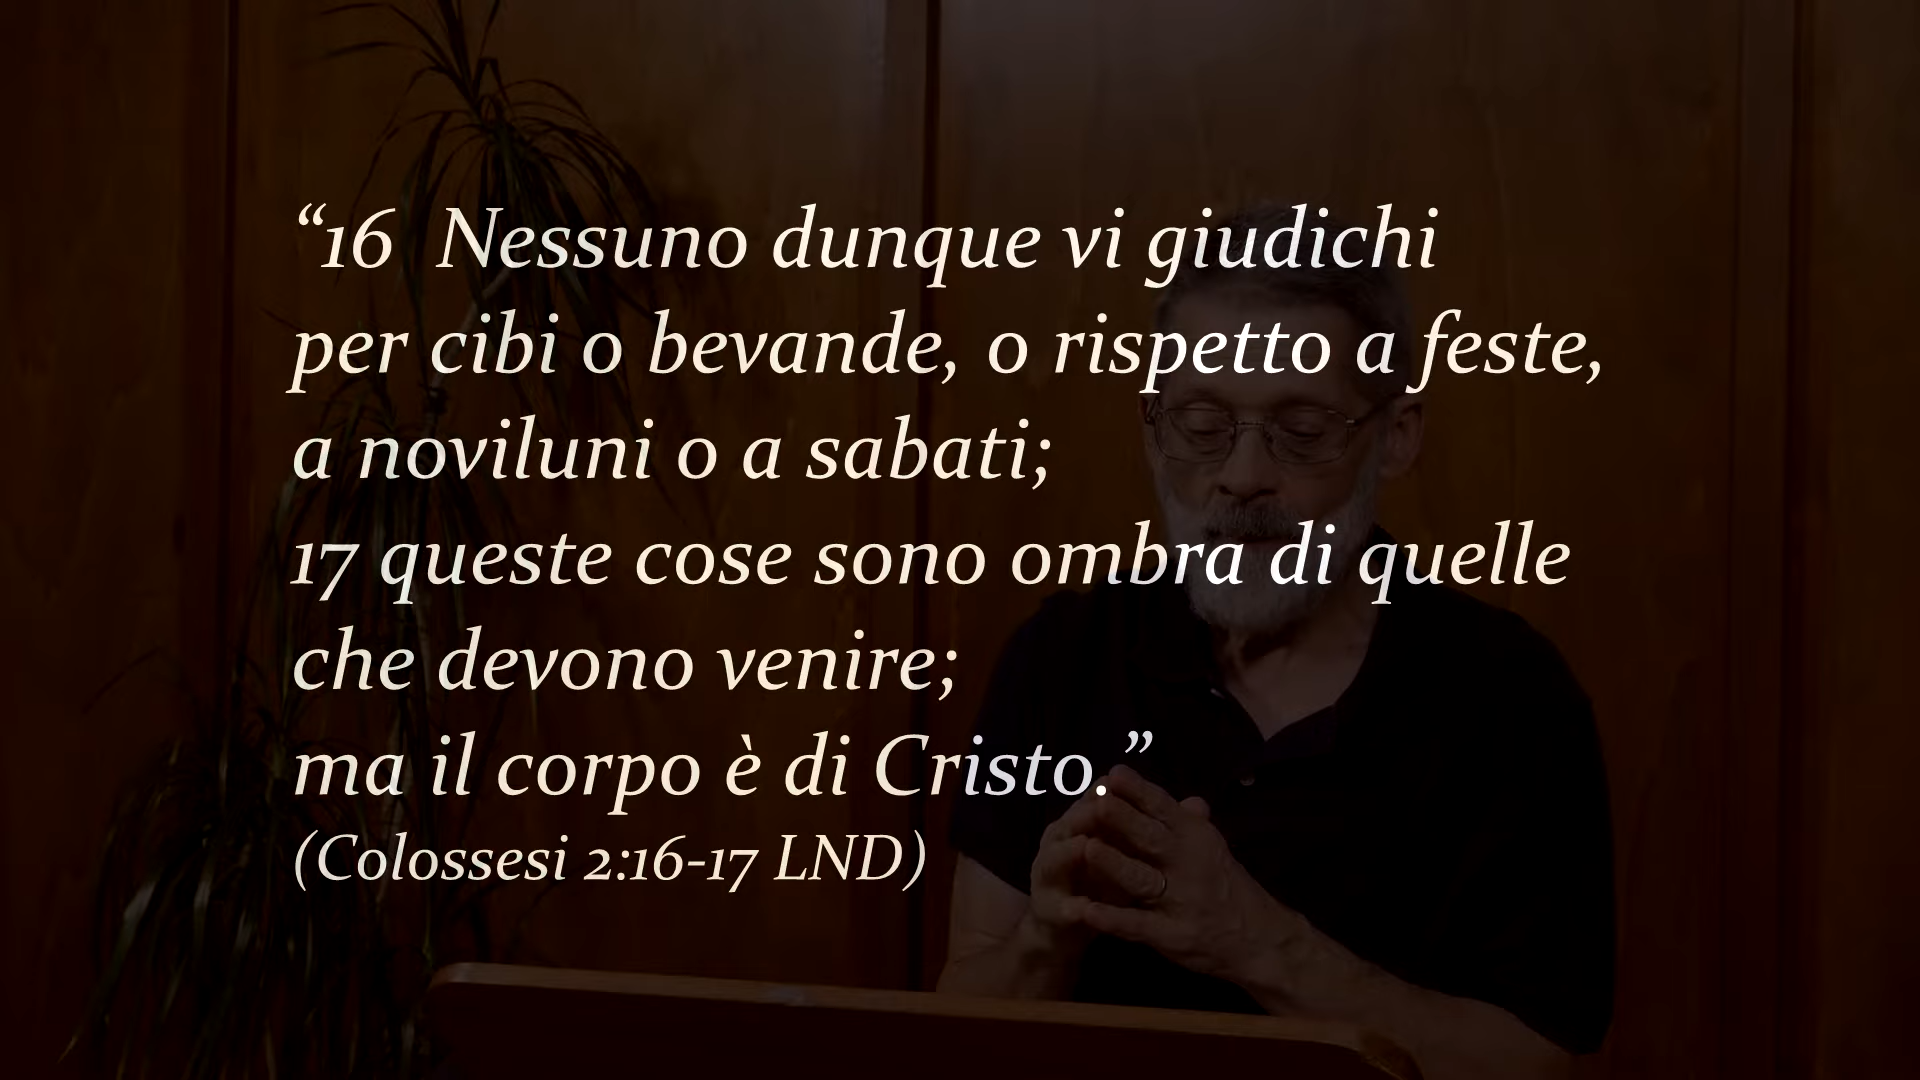 “16  Nessuno dunque vi giudichi
per cibi o bevande, o rispetto a feste,
a noviluni o a sabati;
17 queste cose sono ombra di quelle
che devono venire;
ma il corpo è di Cristo.”
(Colossesi 2:16-17 LND)